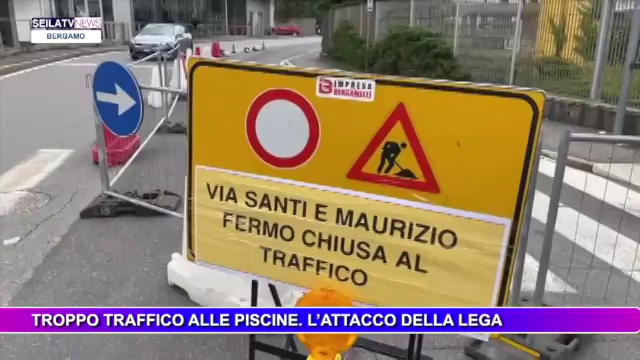 SEILATV NEWS
BERGAMO
IMPRESA
BERGAMELLI
VIA SANTI E MAURIZIO
FERMO CHIUSA AL
TRAFFICO
TROPPO TRAFFICO ALLE PISCINE. L'ATTACCO DELLA LEGA